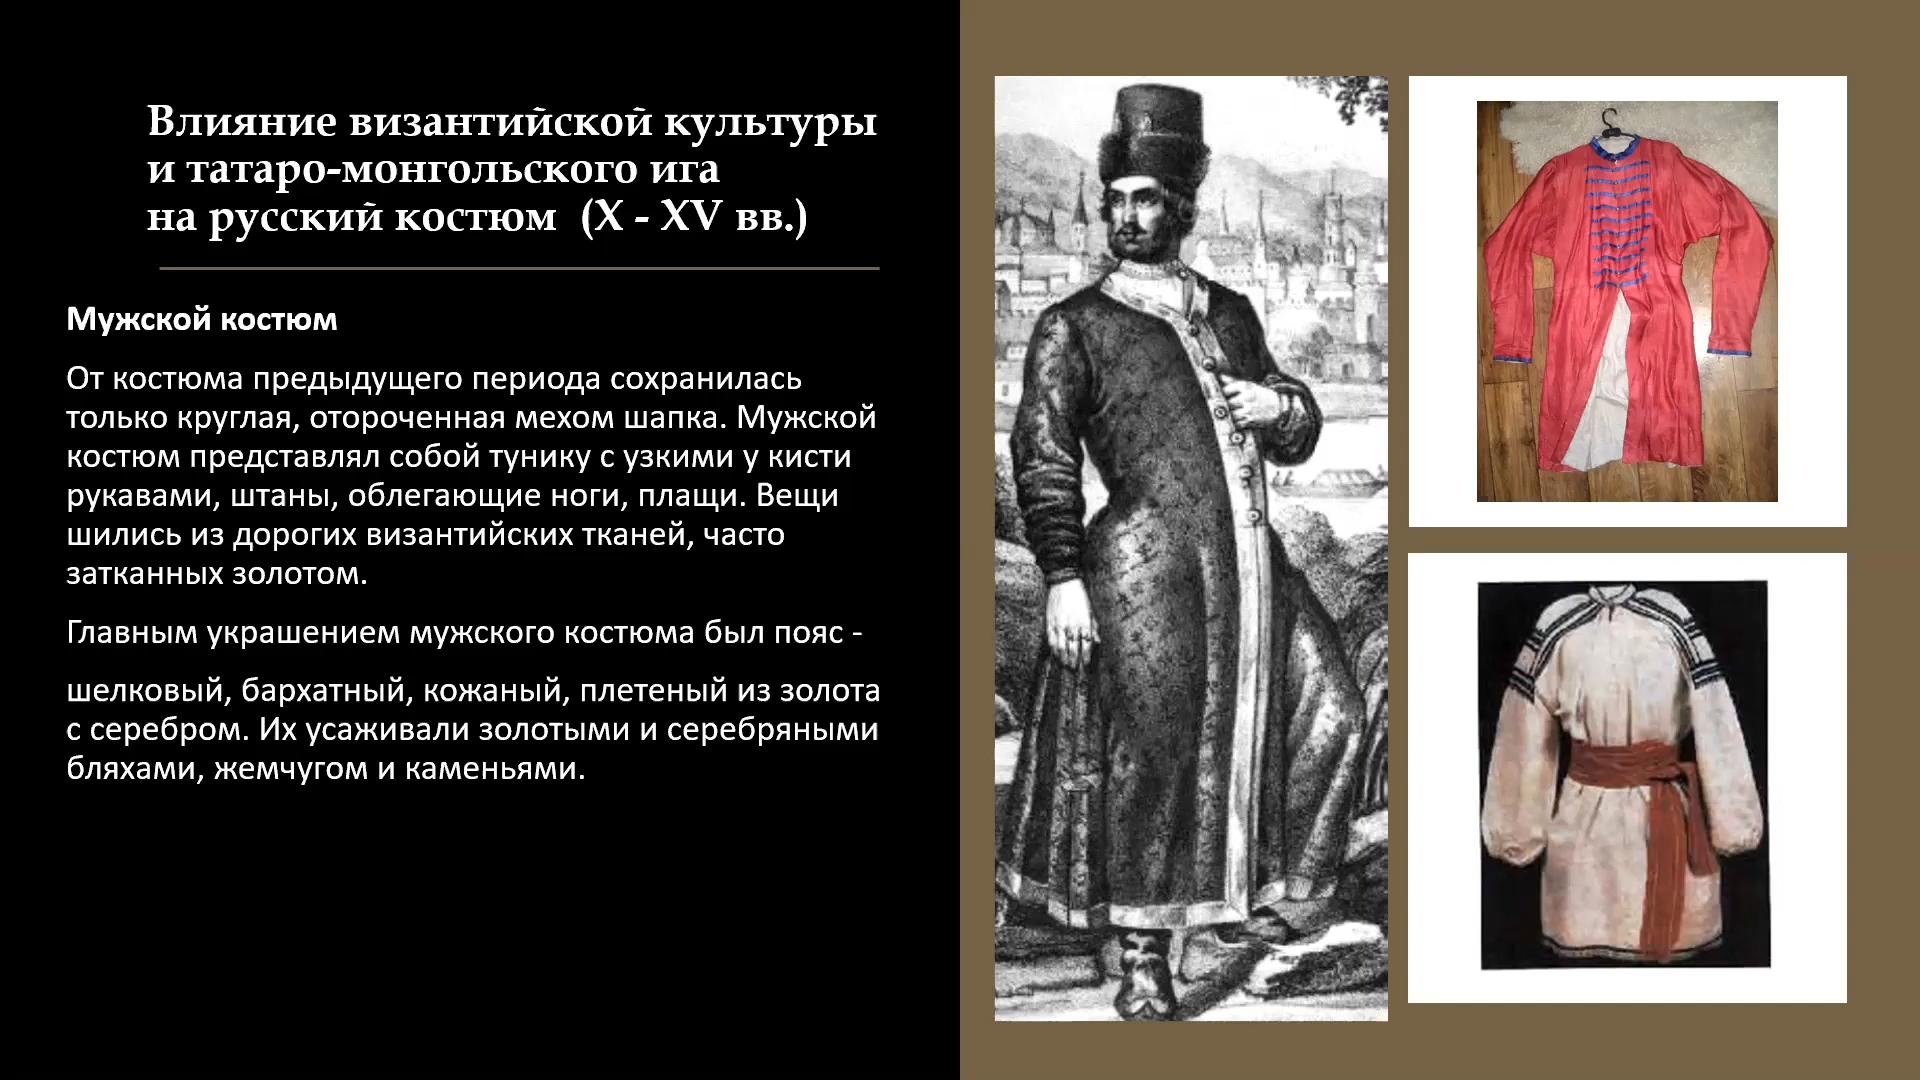 Влияние византийской культуры
и татаро-монгольского ига
на русский костюм  (X - XV вв.)
Мужской костюм
От костюма предыдущего периода сохранилась
только круглая, отороченная мехом шапка. Мужской
костюм представлял собой тунику с узкими у кисти
рукавами, штаны, облегающие ноги, плащи. Вещи
шились из дорогих византийских тканей, часто
затканных золотом.
Главным украшением мужского костюма был пояс -
шелковый, бархатный, кожаный, плетеный из золота
с серебром. Их усаживали золотыми и серебряными
бляхами, жемчугом и каменьями.